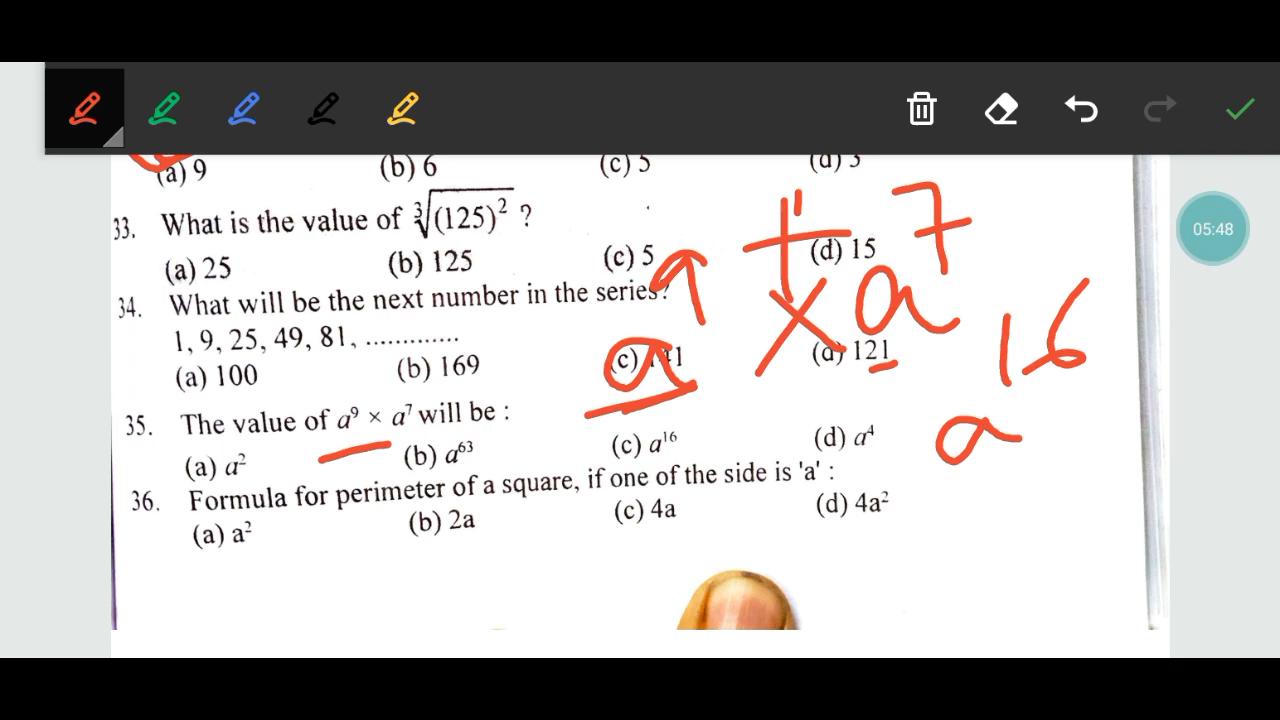 (a) 9 (b) 6 (c) 5 (d) 3
33. What is the value of ∛(125)² ?
(a) 25 (b) 125 (c) 5 (d) 15
34. What will be the next number in the series?
1, 9, 25, 49, 81, .............
(a) 100 (b) 169 (c) (d) 121
35. The value of a⁹ × a⁷ will be :
(a) a² (b) a⁶³ (c) a¹⁶ (d) a⁴
36. Formula for perimeter of a square, if one of the side is 'a' :
(a) a² (b) 2a (c) 4a (d) 4a²
05:48
a × a 7
a 16